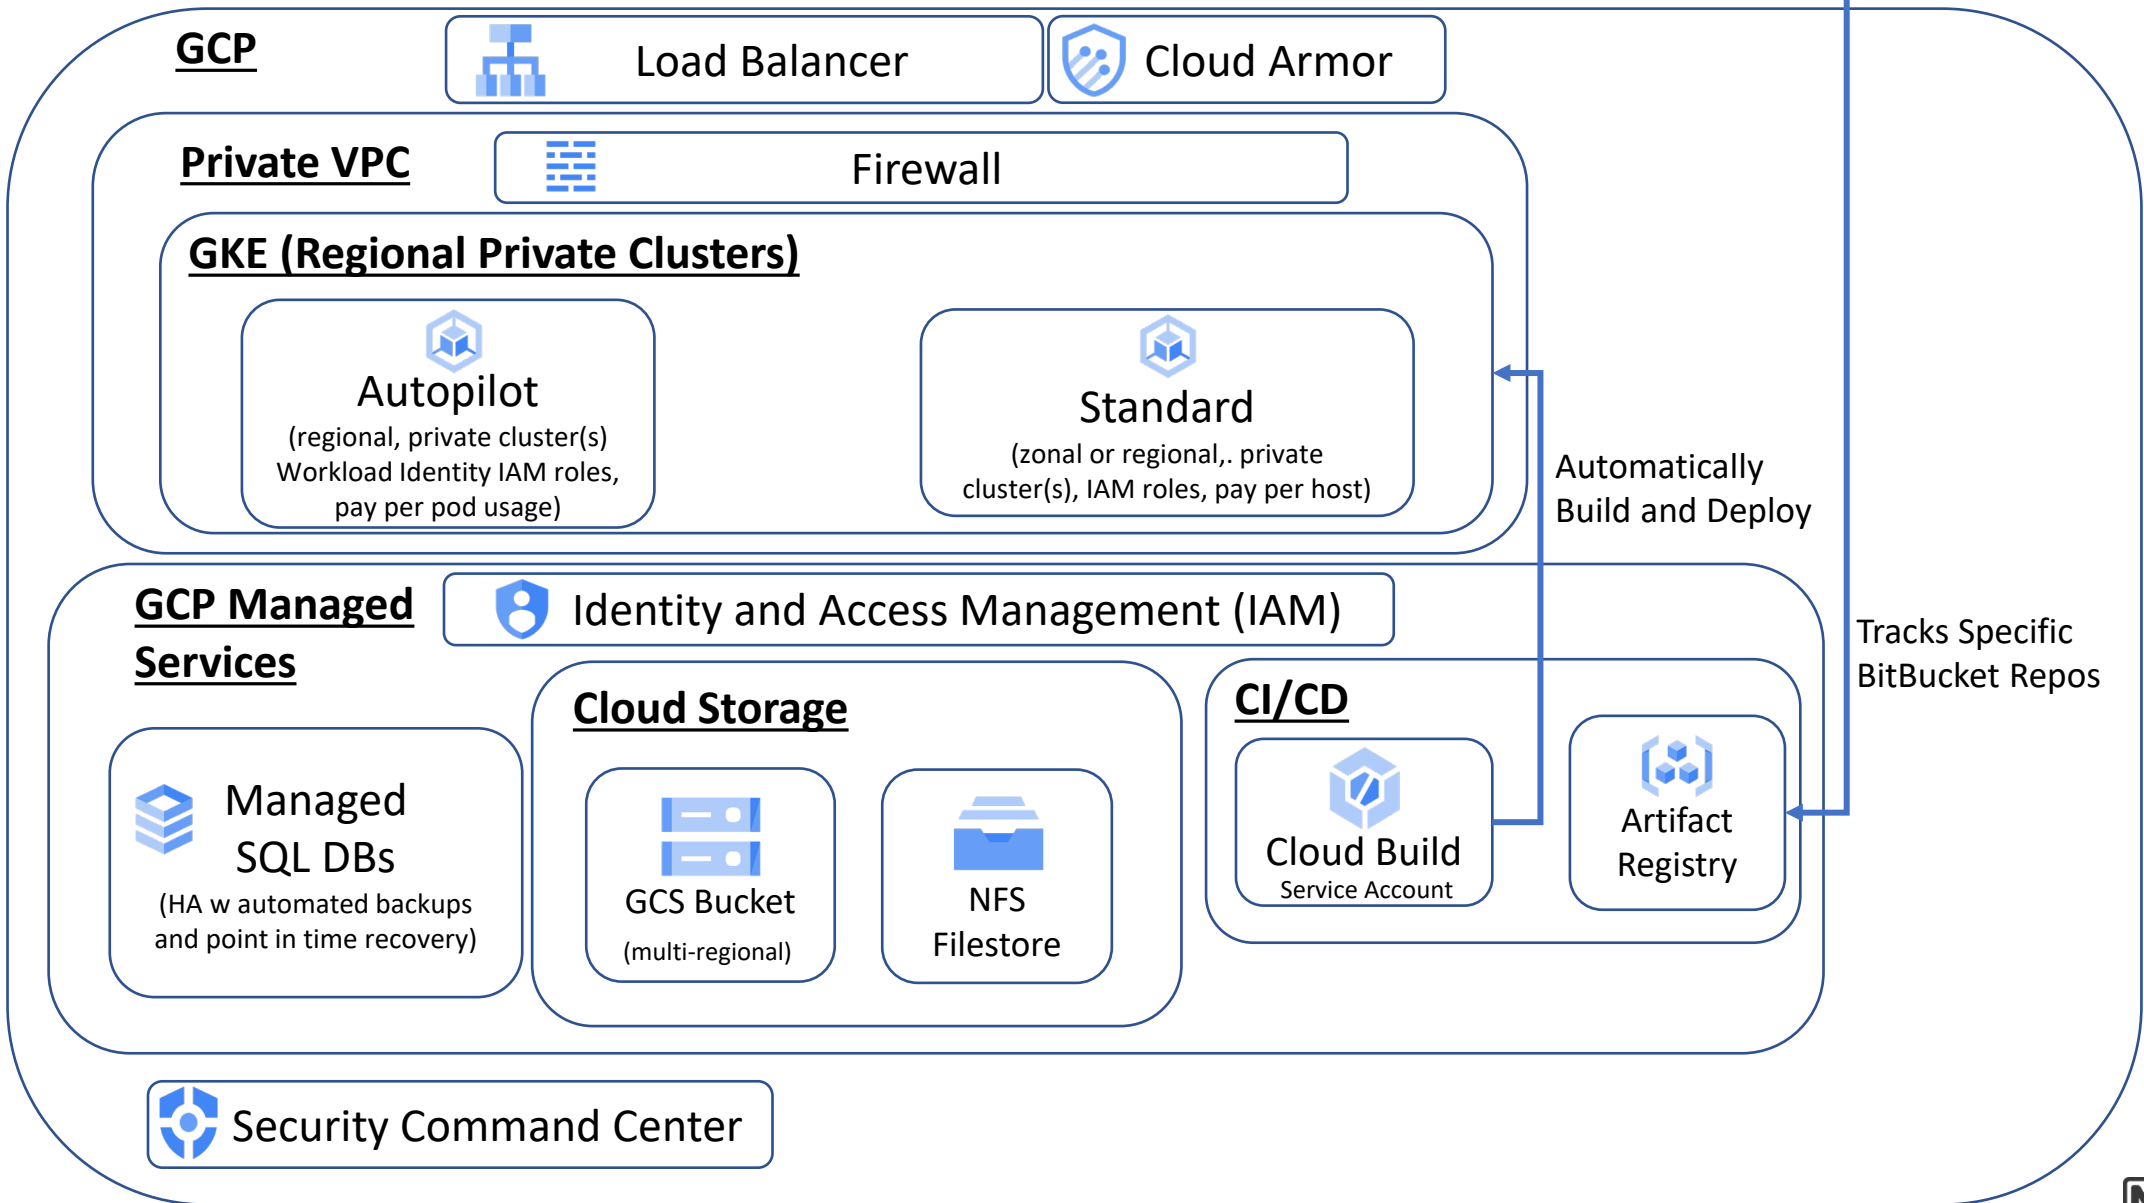 GCP
Load Balancer
Cloud Armor
Private VPC
Firewall
GKE (Regional Private Clusters)
Autopilot
(regional, private cluster(s)
Workload Identity IAM roles,
pay per pod usage)
Standard
(zonal or regional,. private
cluster(s), IAM roles, pay per host)
Automatically
Build and Deploy
GCP Managed
Services
Identity and Access Management (IAM)
Tracks Specific
BitBucket Repos
Managed
SQL DBs
(HA w automated backups
and point in time recovery)
Cloud Storage
GCS Bucket
(multi-regional)
NFS
Filestore
CI/CD
Cloud Build
Service Account
Artifact
Registry
Security Command Center